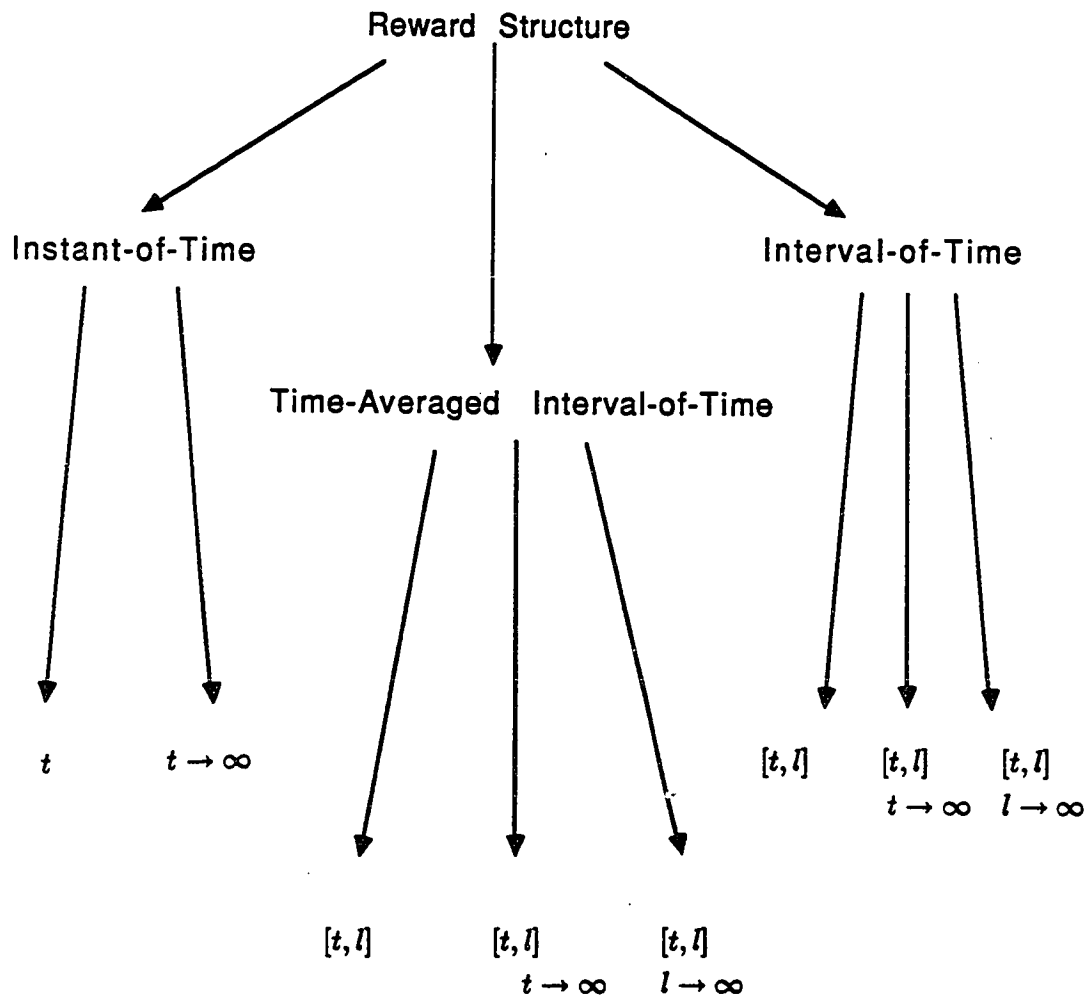 Reward Structure
Instant-of-Time
Interval-of-Time
Time-Averaged Interval-of-Time
t
t → ∞
[t, l]
[t, l]
t → ∞
[t, l]
l → ∞
[t, l]
[t, l]
t → ∞
[t, l]
l → ∞